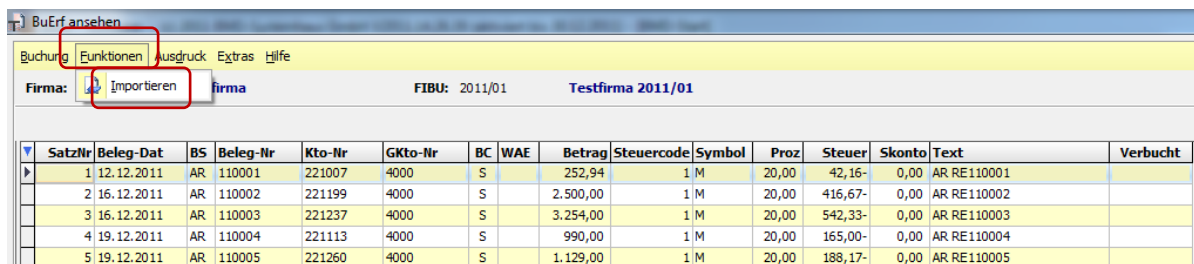 BuErf ansehen
Buchung Funktionen Ausdruck Extras Hilfe
Importieren
Firma: firma FIBU: 2011/01 Testfirma 2011/01
SatzNr Beleg-Dat BS Beleg-Nr Kto-Nr GKto-Nr BC WAE Betrag Steuercode Symbol Proz Steuer Skonto Text Verbucht
1 12.12.2011 AR 110001 221007 4000 S 252,94 1 M 20,00 42,16- 0,00 AR RE110001
2 16.12.2011 AR 110002 221199 4000 S 2.500,00 1 M 20,00 416,67- 0,00 AR RE110002
3 16.12.2011 AR 110003 221237 4000 S 3.254,00 1 M 20,00 542,33- 0,00 AR RE110003
4 19.12.2011 AR 110004 221113 4000 S 990,00 1 M 20,00 165,00- 0,00 AR RE110004
5 19.12.2011 AR 110005 221260 4000 S 1.129,00 1 M 20,00 188,17- 0,00 AR RE110005